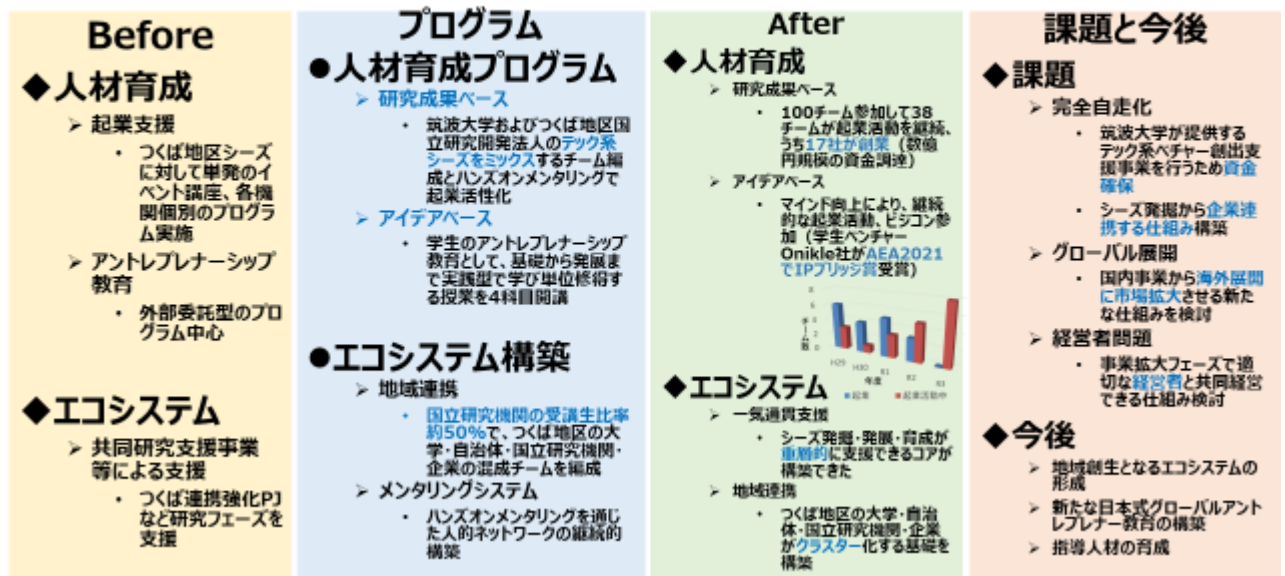 Before
◆人材育成
➢ 起業支援
・ つくば地区シーズ
に対して単発のイ
ベント講座、各機
関個別のプログラ
ム実施
➢ アントレプレナーシップ
教育
・ 外部委託型のプロ
グラム中心
◆エコシステム
➢ 共同研究支援事業
等による支援
・ つくば連携強化PJ
など研究フェーズを
支援
プログラム
●人材育成プログラム
➢ 研究成果ベース
・ 筑波大学およびつくば地区国
立研究開発法人のテック系
シーズをミックスするチーム編
成とハンズオンメンタリングで
起業活性化
➢ アイデアベース
・ 学生のアントレプレナーシップ
教育として、基礎から発展ま
で実践型で学び単位修得す
る授業を4科目開講
●エコシステム構築
➢ 地域連携
・ 国立研究機関の受講生比率
約50%で、つくば地区の大
学・自治体・国立研究機関・
企業の混成チームを編成
➢ メンタリングシステム
・ ハンズオンメンタリングを通じ
た人的ネットワークの継続的
構築
After
◆人材育成
➢ 研究成果ベース
・ 100チーム参加して38
チームが起業活動を継続、
うち17社が創業（数億
円規模の資金調達）
➢ アイデアベース
・ マインド向上により、継続
的な起業活動、ビジコン参
加（学生ベンチャー
Onikle社がAEA2021
でIPブリッジ賞受賞）
チーム数
8
6
4
2
0
H29 H30 R1 R2 R3
年度
■起業 ■起業活動中
◆エコシステム
➢ 一気通貫支援
・ シーズ発掘・発展・育成が
重層的に支援できるコアが
構築できた
➢ 地域連携
・ つくば地区の大学・自治
体・国立研究機関・企業
がクラスター化する基礎を
構築
課題と今後
◆課題
➢ 完全自走化
・ 筑波大学が提供する
テック系ベチャー創出支
援事業を行うため資金
確保
・ シーズ発掘から企業連
携する仕組み構築
➢ グローバル展開
・ 国内事業から海外展開
に市場拡大させる新た
な仕組みを検討
➢ 経営者問題
・ 事業拡大フェーズで適
切な経営者と共同経営
できる仕組み検討
◆今後
➢ 地域創生となるエコシステムの
形成
➢ 新たな日本式グローバルアント
レプレナー教育の構築
➢ 指導人材の育成